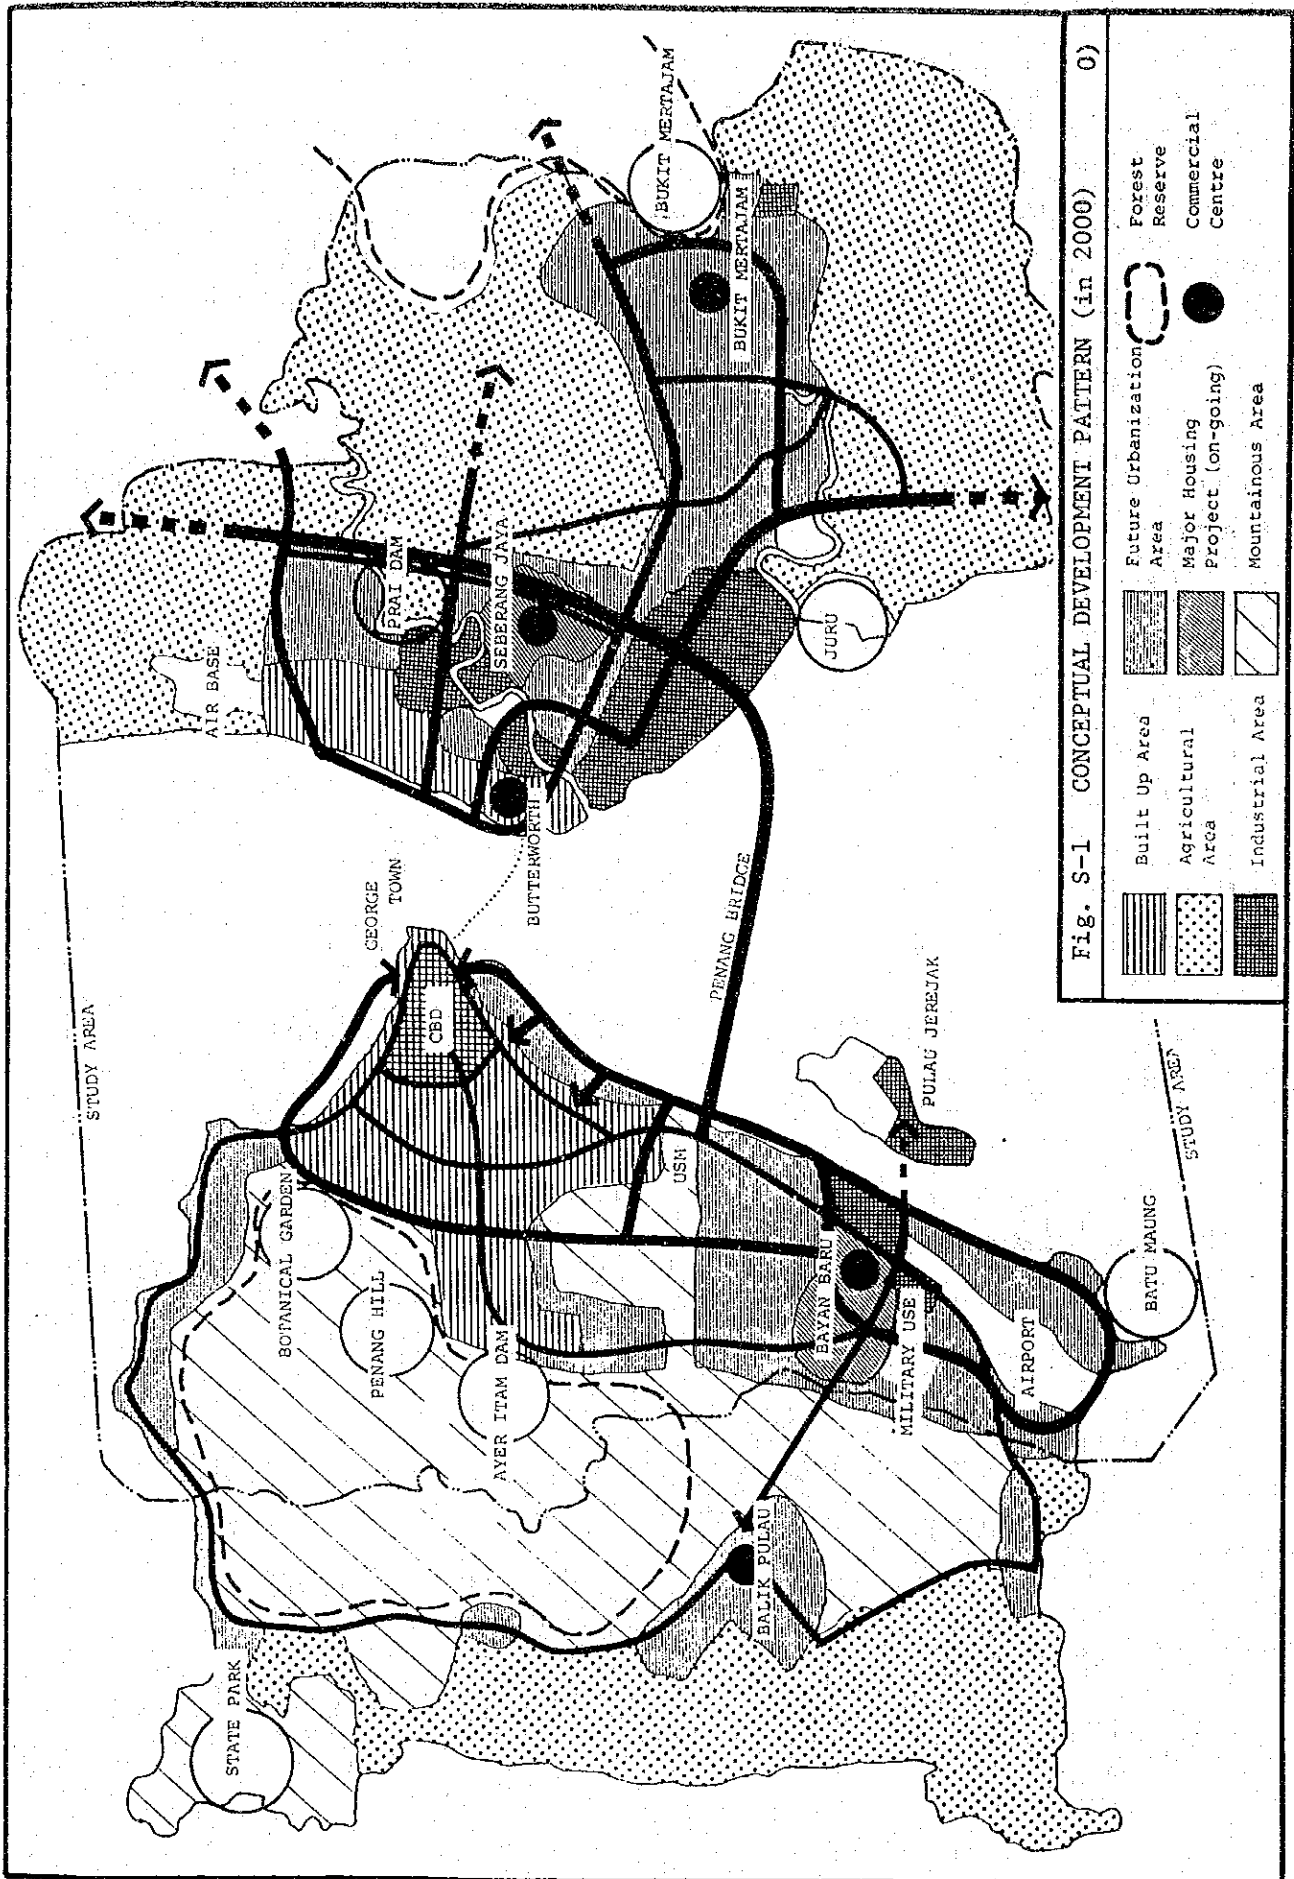 STUDY AREA
STATE PARK
BOTANICAL GARDEN
PENANG HILL
AYER ITAM DAM
GEORGE
TOWN
CBD
AIR BASE
PRAI DAM
SEBERANG JAYA
BUTTERWORTH
BUKIT MERTAJAM
BUKIT MERTAJAM
JURU
PENANG BRIDGE
USM
BALIK PULAU
BAYAN BARU
MILITARY USE
AIRPORT
PULAU JEREJAK
BATU MAUNG
STUDY AREA
Fig. S-1 CONCEPTUAL DEVELOPMENT PATTERN (in 2000) 0)
Built Up Area
Agricultural
Area
Industrial Area
Future Urbanization
Area
Major Housing
Project (on-going)
Mountainous Area
Forest
Reserve
Commercial
Centre